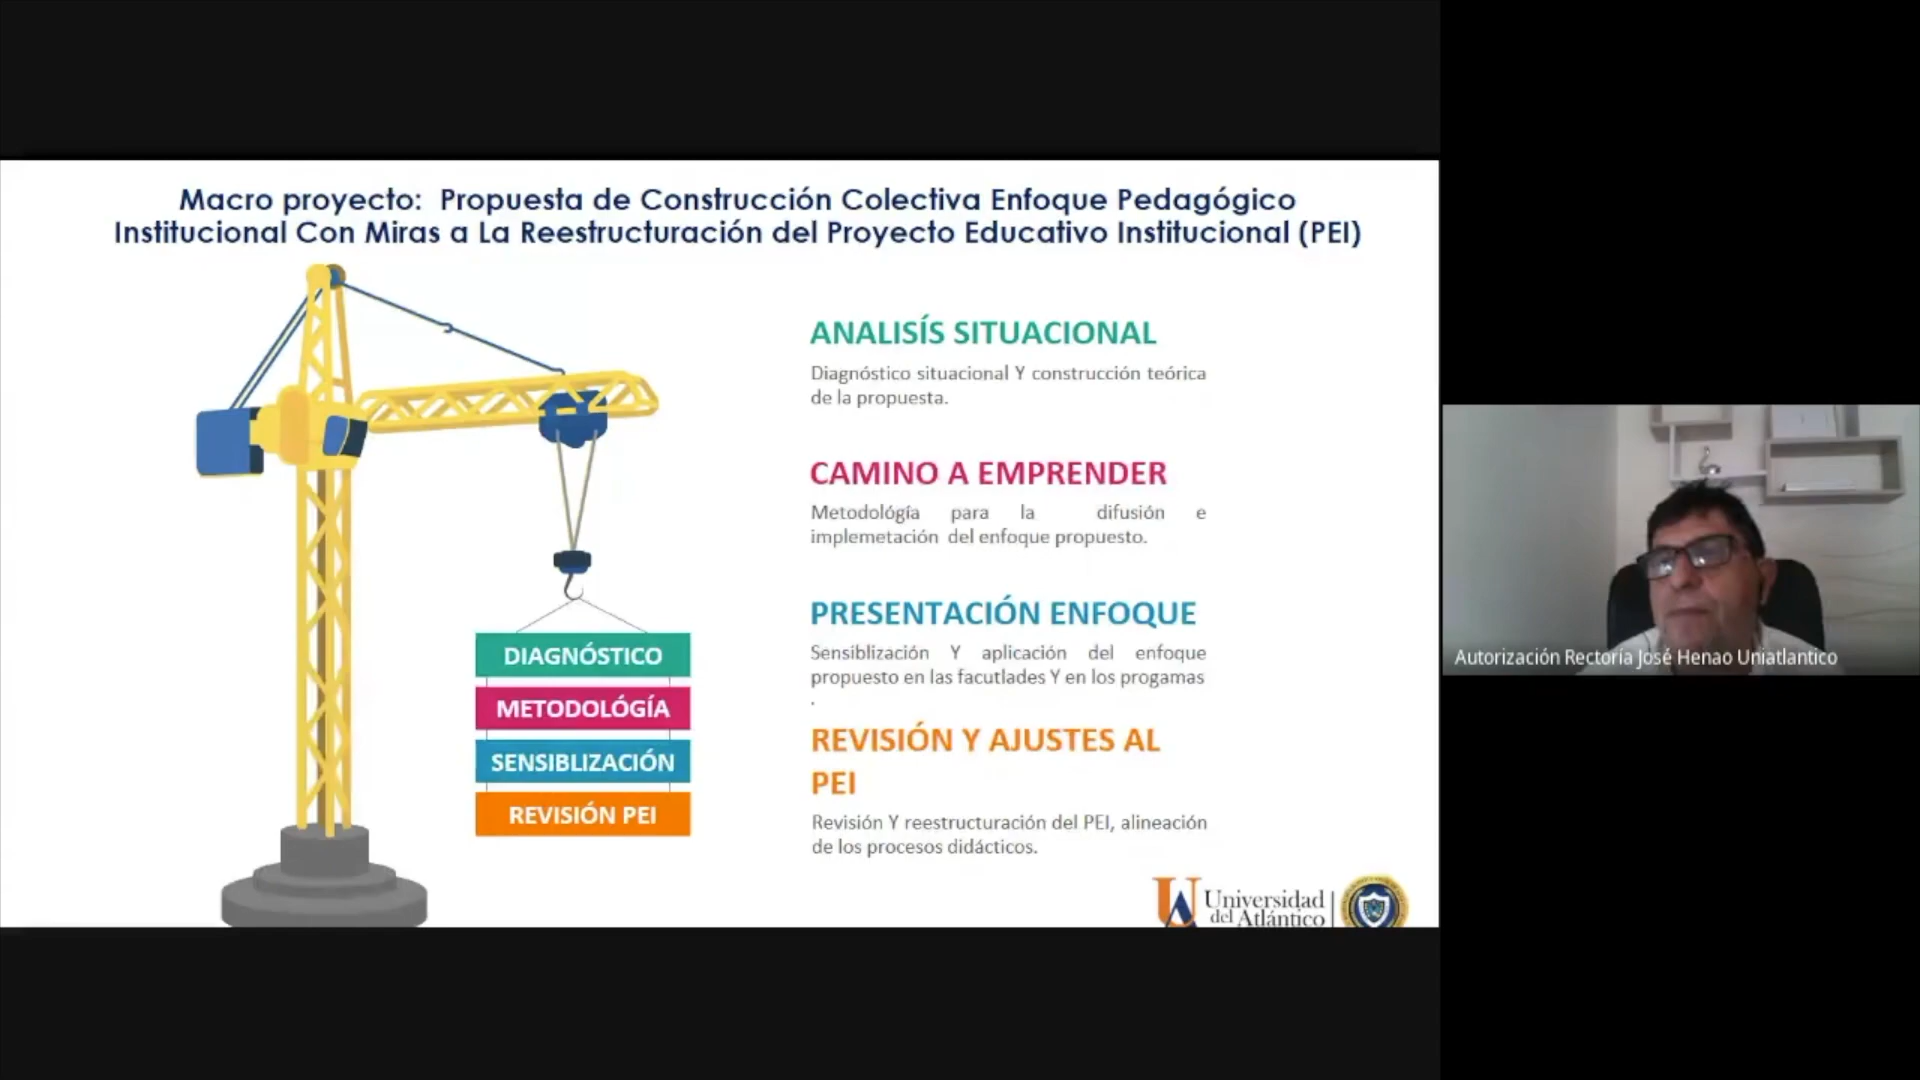 Macro proyecto: Propuesta de Construcción Colectiva Enfoque Pedagógico
Institucional Con Miras a La Reestructuración del Proyecto Educativo Institucional (PEI)
DIAGNÓSTICO
METODOLÓGÍA
SENSIBLIZACIÓN
REVISIÓN PEI
ANALISÍS SITUACIONAL
Diagnóstico situacional Y construcción teórica
de la propuesta.
CAMINO A EMPRENDER
Metodológía para la difusión e
implemetación del enfoque propuesto.
PRESENTACIÓN ENFOQUE
Sensiblización Y aplicación del enfoque
propuesto en las facutlades Y en los progamas
.
REVISIÓN Y AJUSTES AL
PEI
Revisión Y reestructuración del PEI, alineación
de los procesos didácticos.
Universidad
del Atlántico
Autorización Rectoría José Henao Uniatlantico